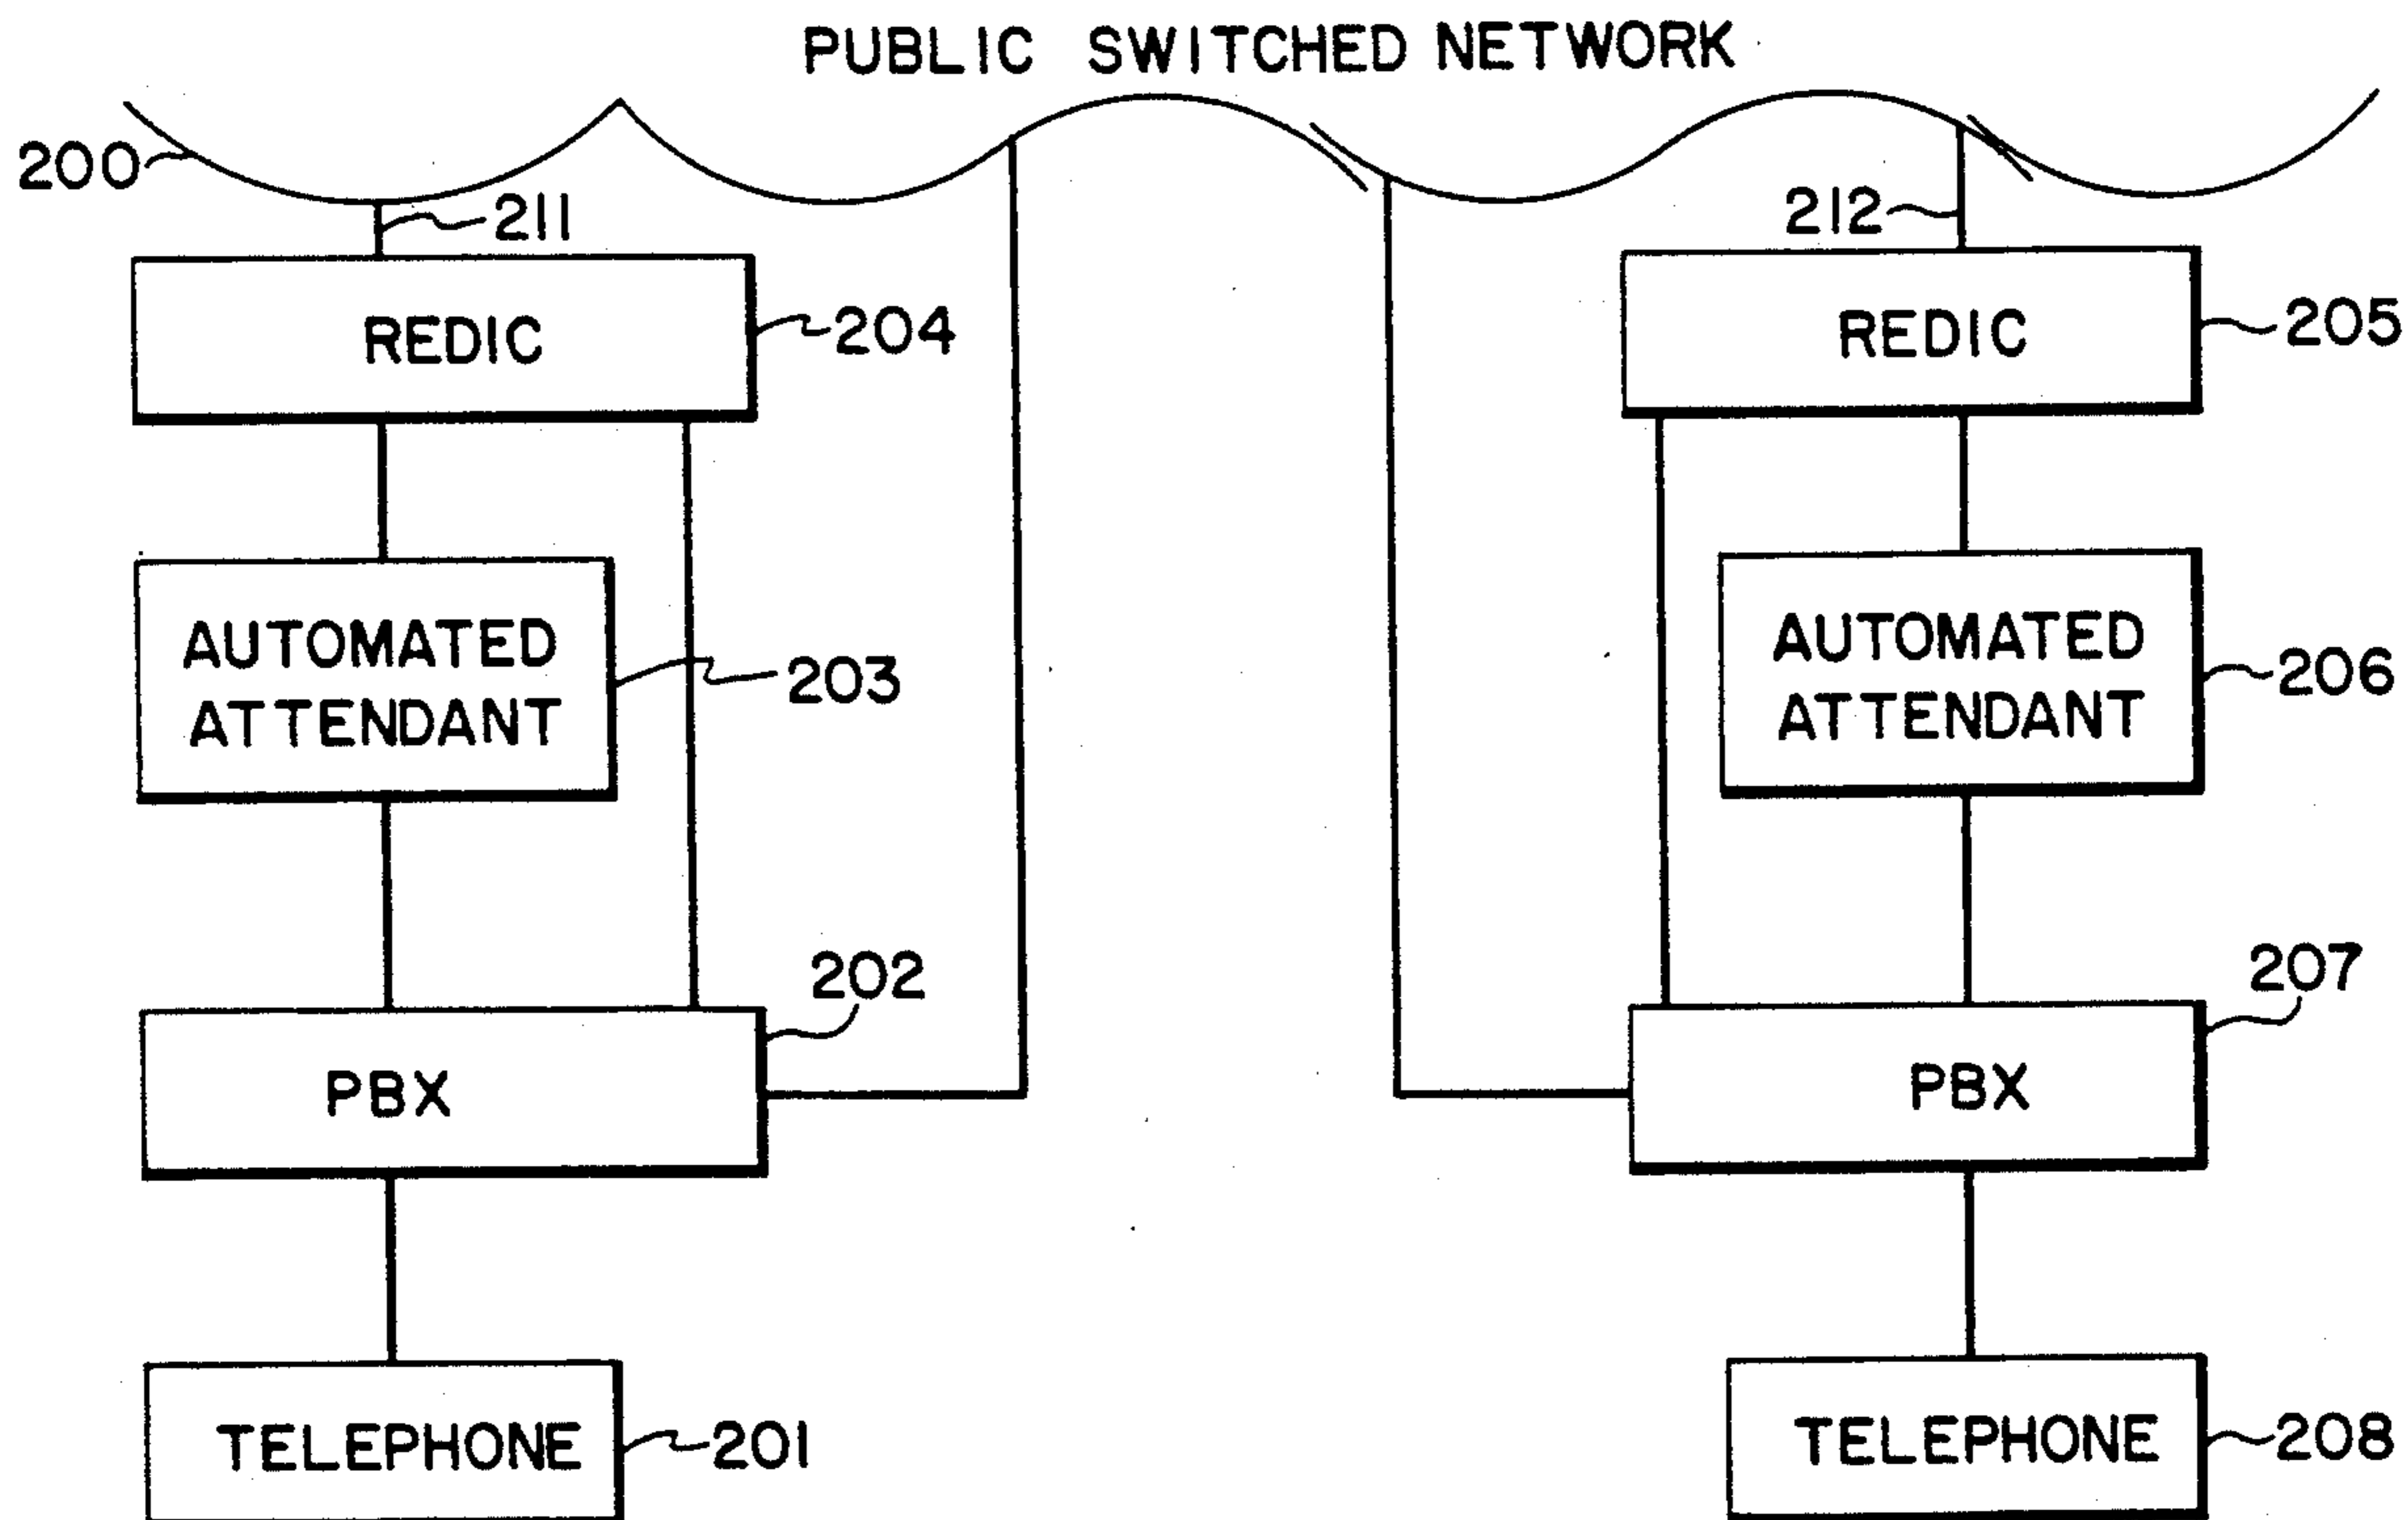 PUBLIC SWITCHED NETWORK
200
211
212
REDIC
204
REDIC
205
AUTOMATED
ATTENDANT
203
AUTOMATED
ATTENDANT
206
202
207
PBX
PBX
TELEPHONE
201
TELEPHONE
208